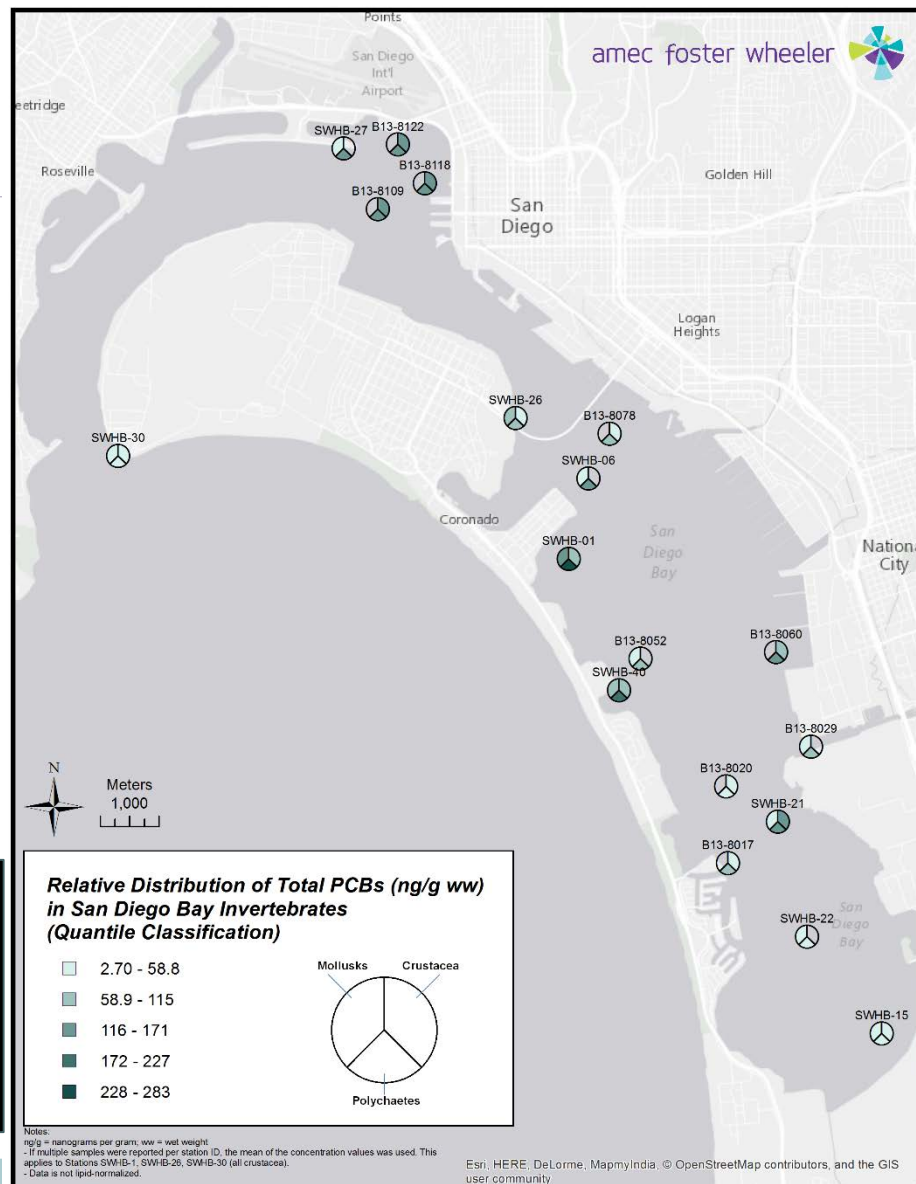 Points
San Diego
Int'l
Airport
amec foster wheeler
eetridge
Roseville
SWHB-27
B13-8122
B13-8118
B13-8109
Golden Hill
San
Diego
Logan
Heights
SWHB-26
B13-8078
SWHB-30
SWHB-06
Coronado
SWHB-01
San
Diego
Bay
Nationa
City
B13-8052
B13-8060
SWHB-40
B13-8029
B13-8020
SWHB-21
B13-8017
SWHB-22
San
Diego
Bay
SWHB-15
N
Meters
1,000
Relative Distribution of Total PCBs (ng/g ww)
in San Diego Bay Invertebrates
(Quantile Classification)
2.70 - 58.8
58.9 - 115
116 - 171
172 - 227
228 - 283
Mollusks
Crustacea
Polychaetes
Notes:
ng/g = nanograms per gram; ww = wet weight
- If multiple samples were reported per station ID, the mean of the concentration values was used. This
applies to Stations SWHB-1, SWHB-26, SWHB-30 (all crustacea).
- Data is not lipid-normalized.
Esri, HERE, DeLorme, MapmyIndia, © OpenStreetMap contributors, and the GIS
user community